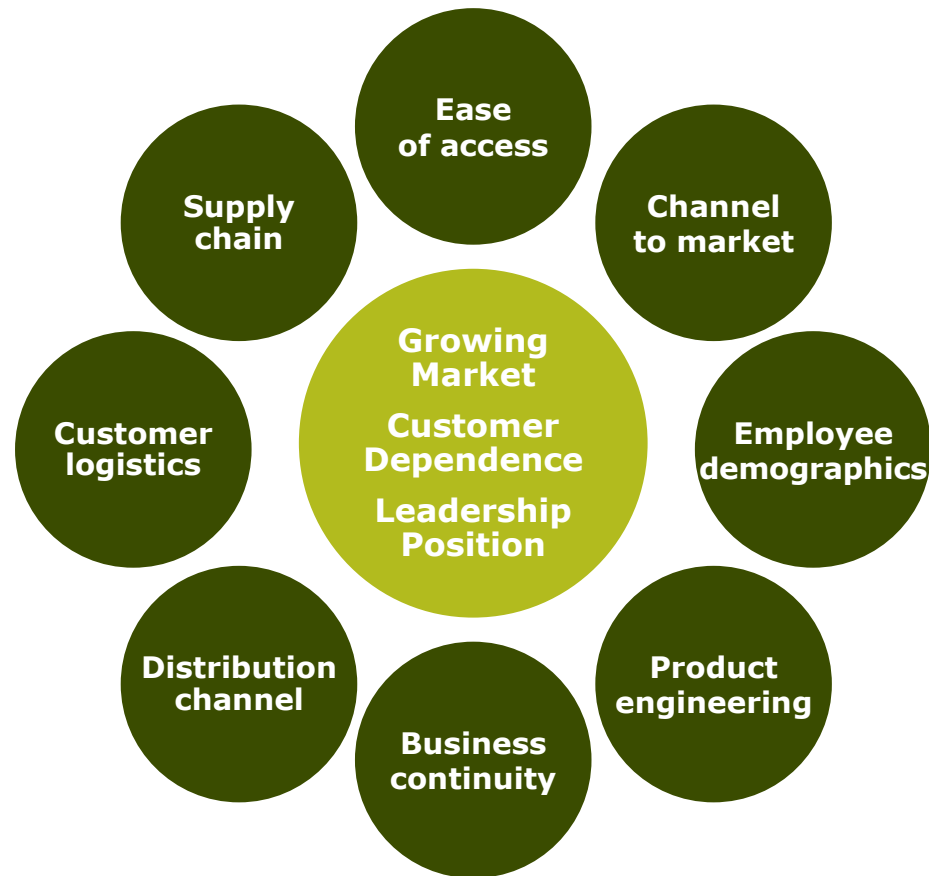 Ease
of access
Channel
to market
Employee
demographics
Product
engineering
Business
continuity
Distribution
channel
Customer
logistics
Supply
chain
Growing
Market
Customer
Dependence
Leadership
Position